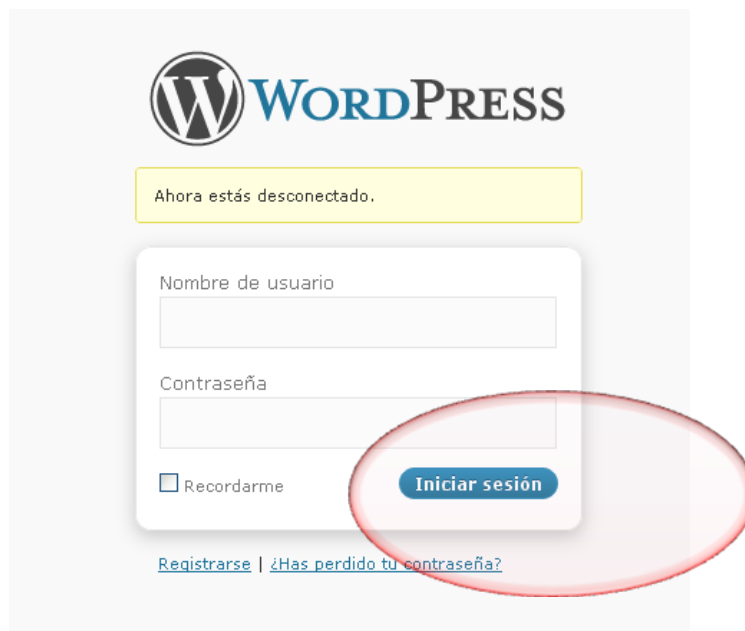 WORDPRESS
Ahora estás desconectado.
Nombre de usuario
Contraseña
Recordarme
Iniciar sesión
Registrarse | ¿Has perdido tu contraseña?